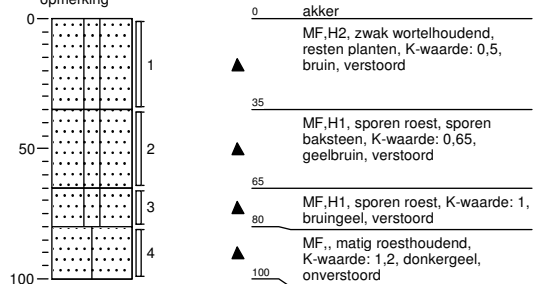 opmerking
0
50
100
1
2
3
4
0 akker
MF,H2, zwak wortelhoudend,
resten planten, K-waarde: 0,5,
bruin, verstoord
35
MF,H1, sporen roest, sporen
baksteen, K-waarde: 0,65,
geelbruin, verstoord
65
MF,H1, sporen roest, K-waarde: 1,
bruingeel, verstoord
80
MF,, matig roesthoudend,
K-waarde: 1,2, donkergeel,
onverstoord
100